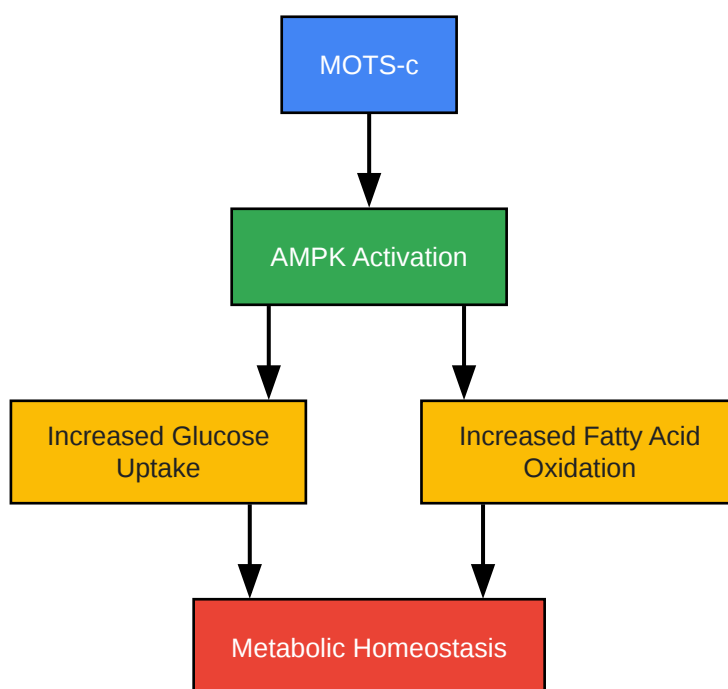 MOTS-c
AMPK Activation
Increased Glucose
Uptake
Increased Fatty Acid
Oxidation
Metabolic Homeostasis